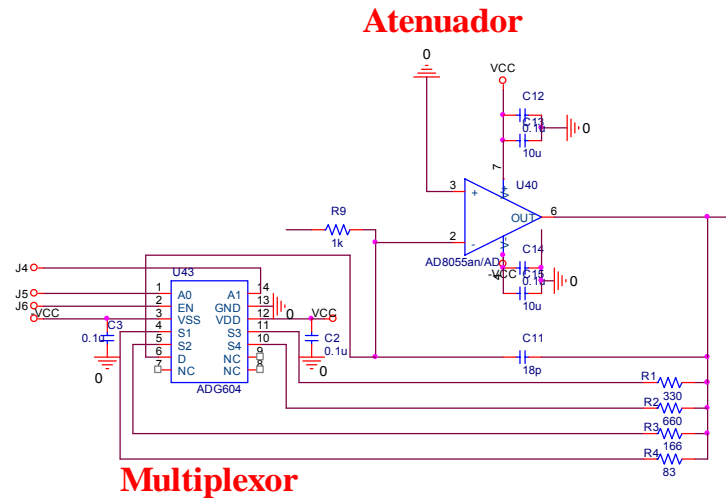 Atenuador
0
VCC
C12
0.1u
0
C13
10u
7
U40
3
+
V+
R9
1k
OUT
6
2
-
V-
AD8055an/AD
4
-VCC
C14
0.1u
0
C15
10u
J4
U43
J5
1
A0
A1
14
J6
2
EN
GND
13
0
-VCC
3
VSS
VDD
12
VCC
C3
0.1u
4
S1
S3
11
C2
0.1u
5
S2
S4
10
6
D
NC
9
7
NC
NC
8
0
ADG604
0
C11
18p
R1
330
R2
660
R3
166
R4
83
Multiplexor